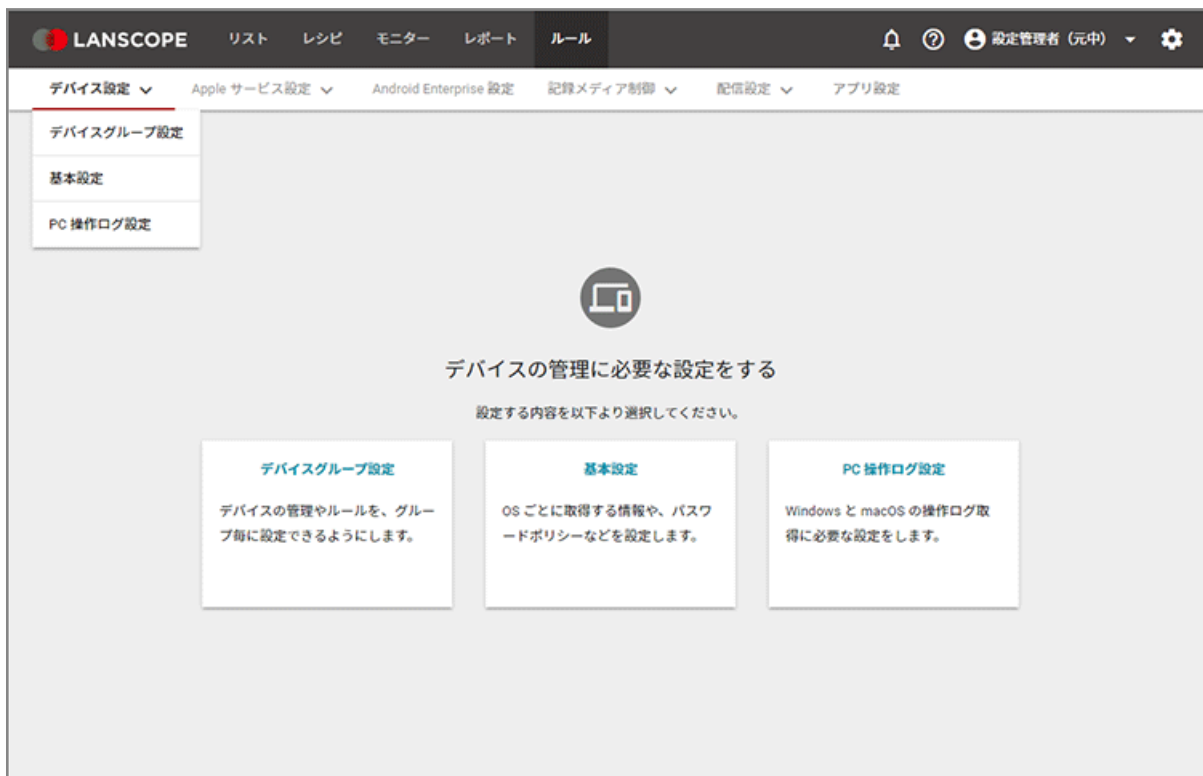 LANSCOPE リスト レシピ モニター レポート ルール 設定管理者（元中）
デバイス設定 Apple サービス設定 Android Enterprise 設定 記録メディア制御 配信設定 アプリ設定
デバイスグループ設定
基本設定
PC 操作ログ設定
デバイスの管理に必要な設定をする
設定する内容を以下より選択してください。
デバイスグループ設定
デバイスの管理やルールを、グルー
プ毎に設定できるようにします。
基本設定
OS ごとに取得する情報や、パスワ
ードポリシーなどを設定します。
PC 操作ログ設定
Windows と macOS の操作ログ取
得に必要な設定をします。